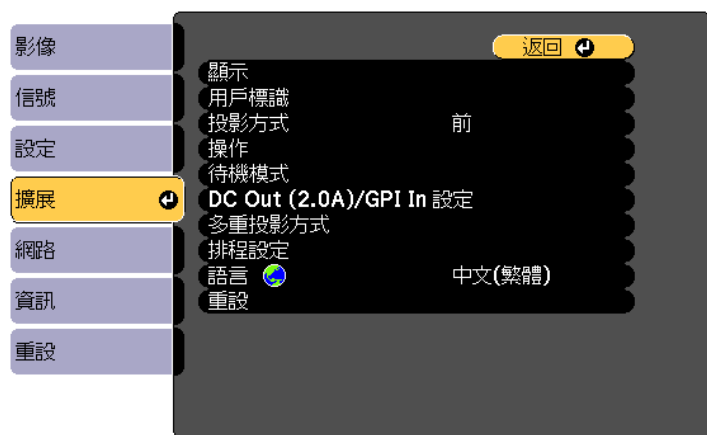 影像
信號
設定
擴展
網路
資訊
重設
返回
顯示
用戶標識
投影方式 前
操作
待機模式
DC Out (2.0A)/GPI In 設定
多重投影方式
排程設定
語言 中文(繁體)
重設